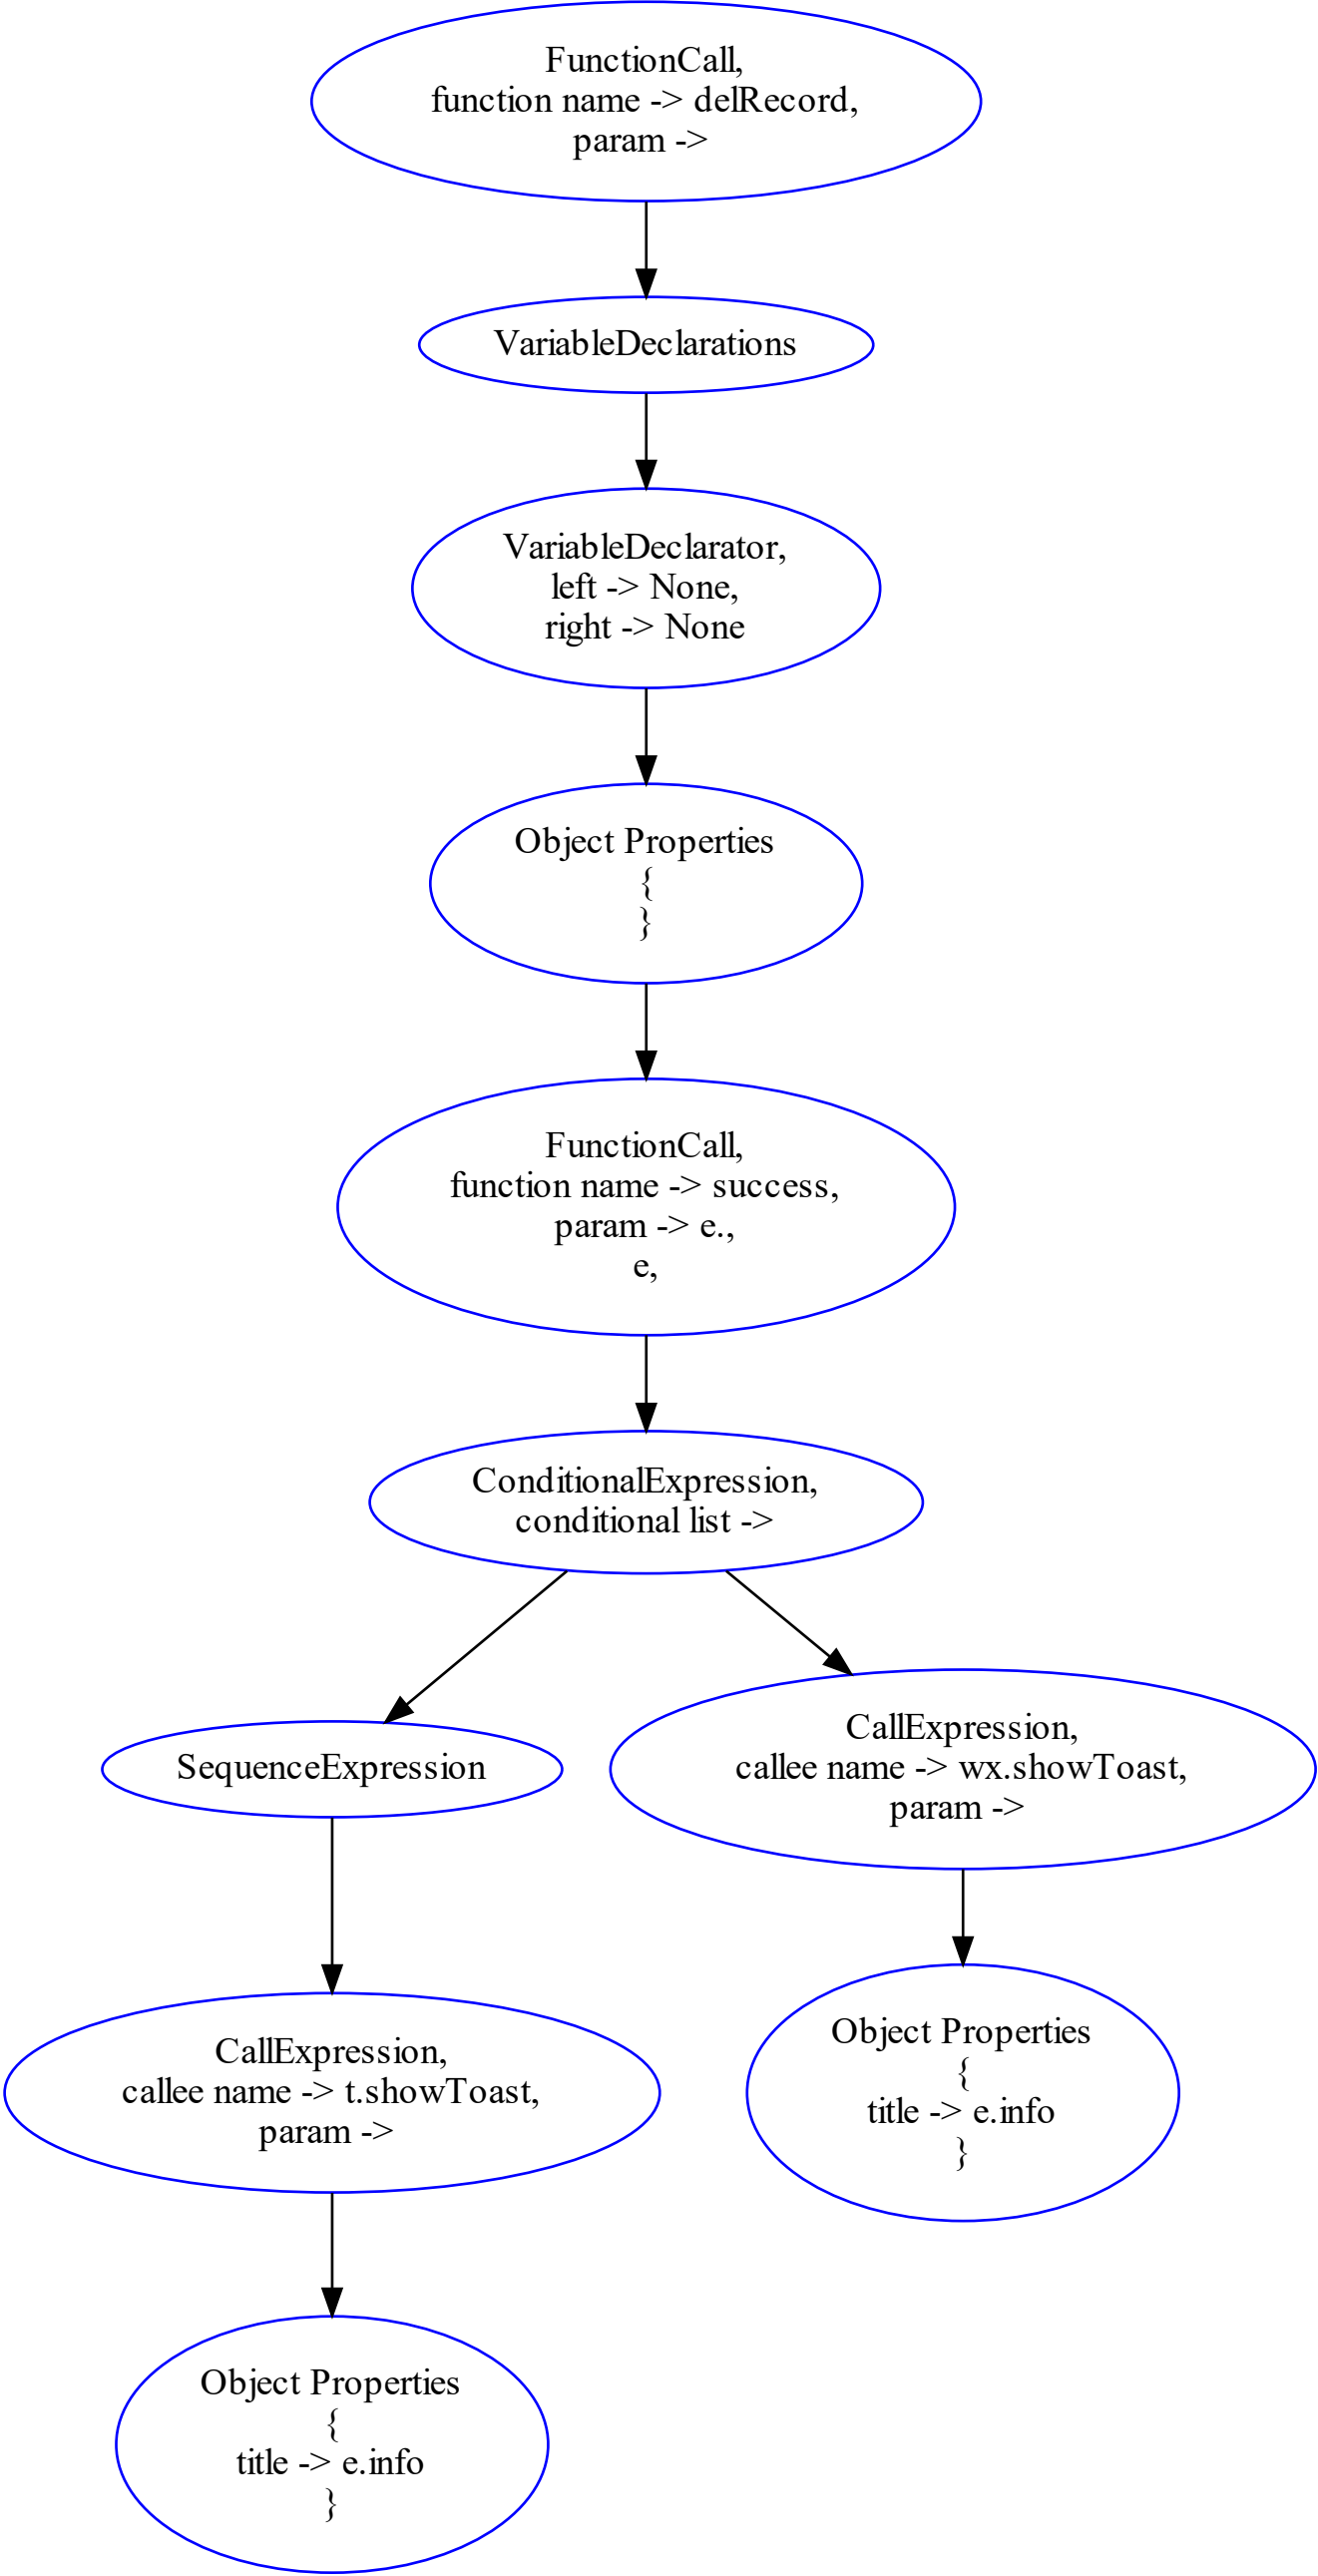 FunctionCall,
function name -> delRecord,
param ->
VariableDeclarations
VariableDeclarator,
left -> None,
right -> None
Object Properties
{
}
FunctionCall,
function name -> success,
param -> e.,
e,
ConditionalExpression,
conditional list ->
SequenceExpression
CallExpression,
callee name -> wx.showToast,
param ->
CallExpression,
callee name -> t.showToast,
param ->
Object Properties
{
title -> e.info
}
Object Properties
{
title -> e.info
}